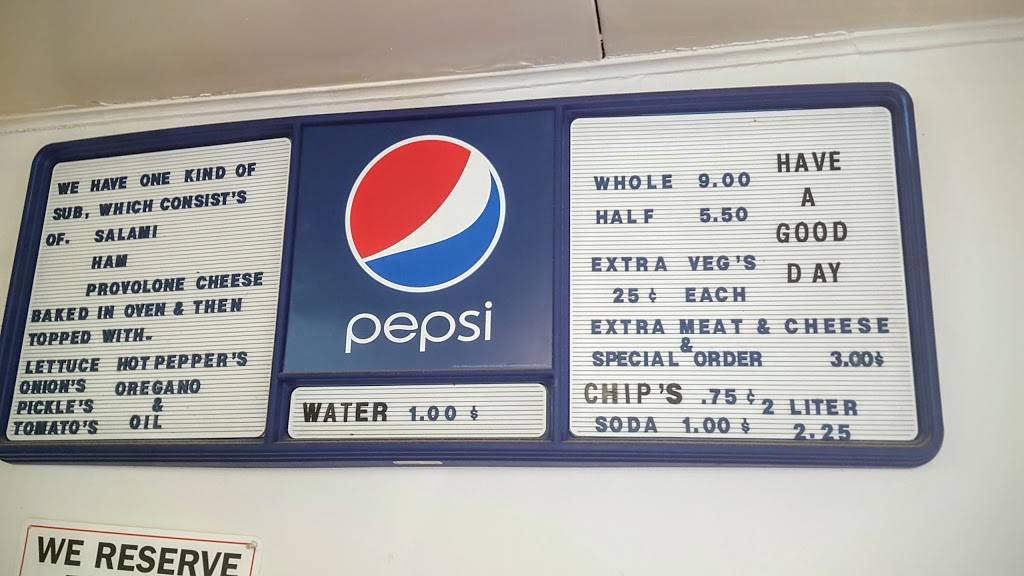 WE HAVE ONE KIND OF
SUB, WHICH CONSIST'S
OF. SALAMI
HAM
PROVOLONE CHEESE
BAKED IN OVEN & THEN
TOPPED WITH.
LETTUCE HOT PEPPER'S
ONION'S OREGANO
PICKLE'S &
TOMATO'S OIL
pepsi
WATER 1.00 $
WHOLE 9.00
HALF 5.50
EXTRA VEG'S
25 ¢ EACH
EXTRA MEAT & CHEESE
&
SPECIAL ORDER 3.00$
CHIP'S .75 ¢
SODA 1.00 $
2 LITER
2.25
HAVE
A
GOOD
DAY
WE RESERVE